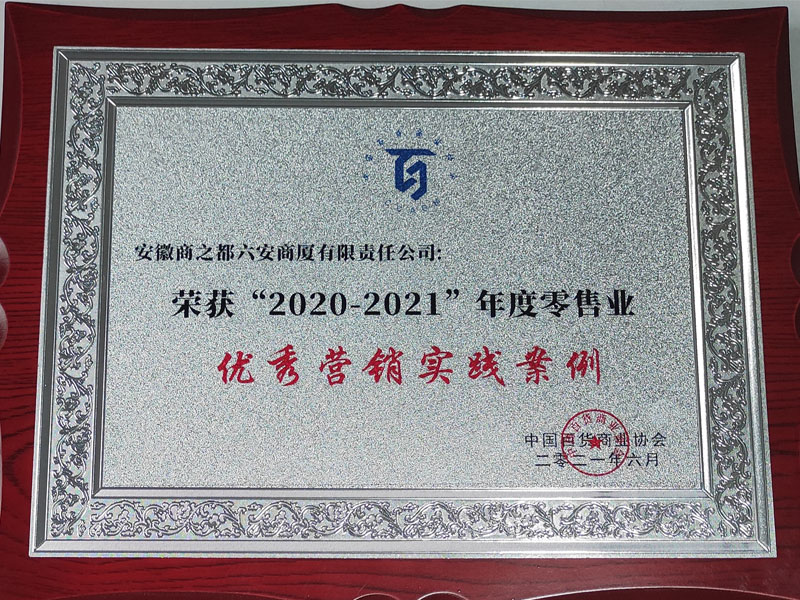 安徽商之都六安商厦有限责任公司:
荣获“2020-2021”年度零售业
优秀营销实践案例
中国百货商业协会
二零二一年六月